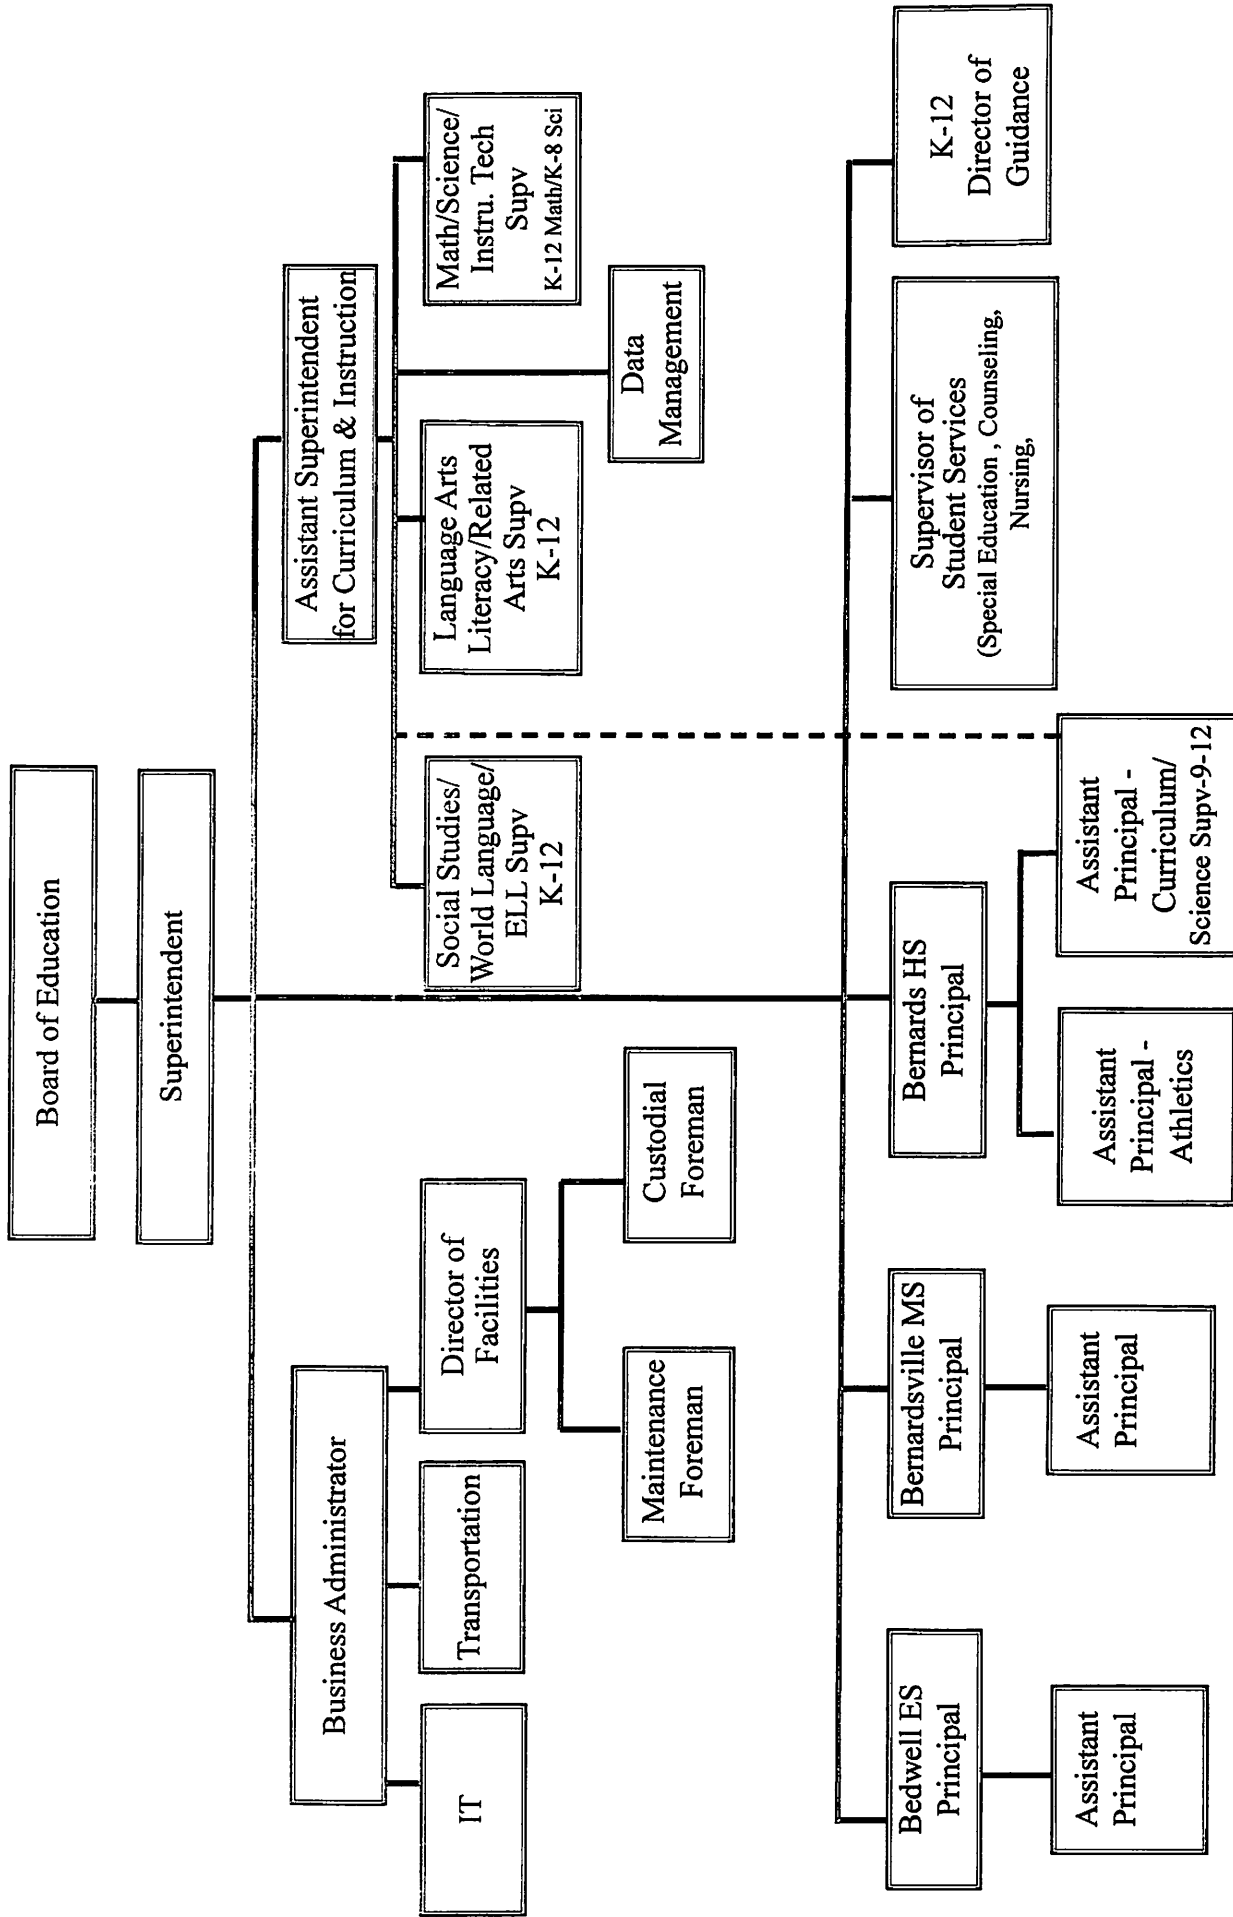 Board of Education
Superintendent
Business Administrator
Assistant Superintendent
for Curriculum & Instruction
IT
Transportation
Director of
Facilities
Social Studies/
World Language/
ELL Supv
K-12
Language Arts
Literacy/Related
Arts Supv
K-12
Math/Science/
Instru. Tech
Supv
K-12 Math/K-8 Sci
Maintenance
Foreman
Custodial
Foreman
Data
Management
Bedwell ES
Principal
Bernardsville MS
Principal
Bernards HS
Principal
Supervisor of
Student Services
(Special Education , Counseling,
Nursing,
K-12
Director of
Guidance
Assistant
Principal
Assistant
Principal
Assistant
Principal -
Athletics
Assistant
Principal -
Curriculum/
Science Supv-9-12